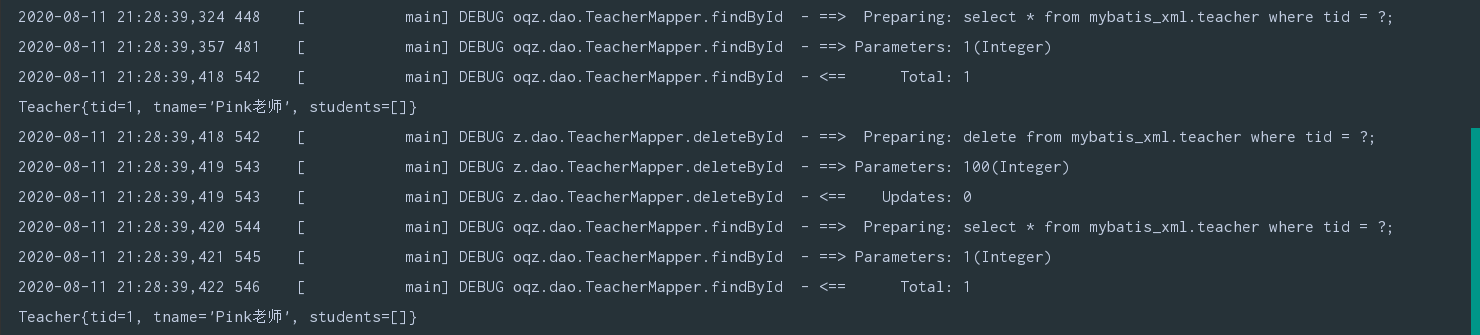 2020-08-11 21:28:39,324 448    [           main] DEBUG oqz.dao.TeacherMapper.findById  - ==>  Preparing: select * from mybatis_xml.teacher where tid = ?;
2020-08-11 21:28:39,357 481    [           main] DEBUG oqz.dao.TeacherMapper.findById  - ==> Parameters: 1(Integer)
2020-08-11 21:28:39,418 542    [           main] DEBUG oqz.dao.TeacherMapper.findById  - <==      Total: 1
Teacher{tid=1, tname='Pink老师', students=[]}
2020-08-11 21:28:39,418 542    [           main] DEBUG z.dao.TeacherMapper.deleteById  - ==>  Preparing: delete from mybatis_xml.teacher where tid = ?;
2020-08-11 21:28:39,419 543    [           main] DEBUG z.dao.TeacherMapper.deleteById  - ==> Parameters: 100(Integer)
2020-08-11 21:28:39,419 543    [           main] DEBUG z.dao.TeacherMapper.deleteById  - <==    Updates: 0
2020-08-11 21:28:39,420 544    [           main] DEBUG oqz.dao.TeacherMapper.findById  - ==>  Preparing: select * from mybatis_xml.teacher where tid = ?;
2020-08-11 21:28:39,421 545    [           main] DEBUG oqz.dao.TeacherMapper.findById  - ==> Parameters: 1(Integer)
2020-08-11 21:28:39,422 546    [           main] DEBUG oqz.dao.TeacherMapper.findById  - <==      Total: 1
Teacher{tid=1, tname='Pink老师', students=[]}